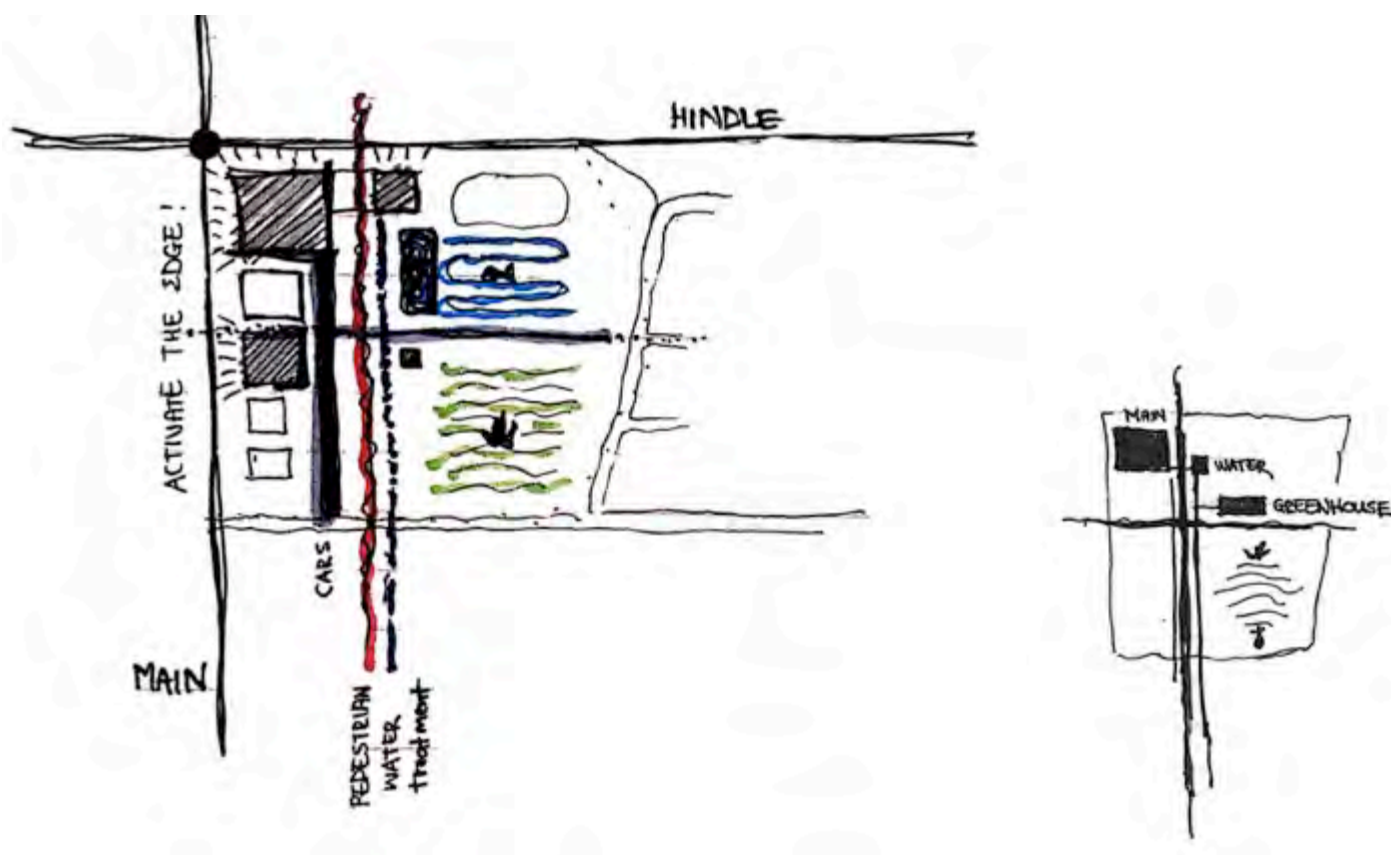 HINDLE
ACTIVATE THE EDGE!
CARS
MAIN
PEDESTRIAN
WATER
treatment
MAIN
WATER
GREENHOUSE